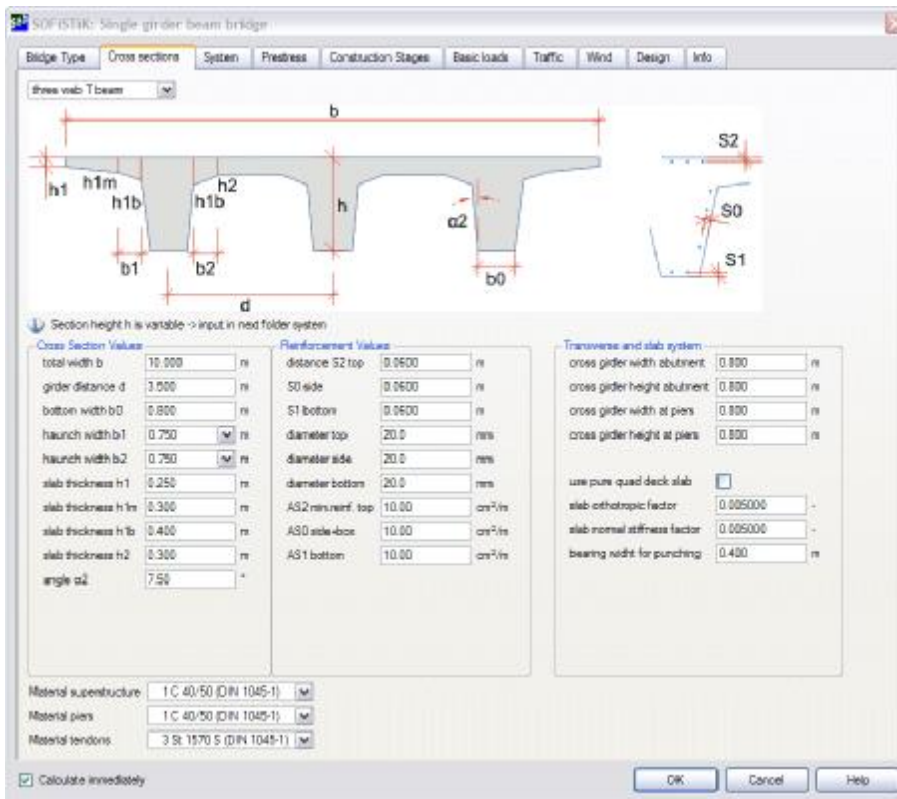 SOFiSTiK: Single girder beam bridge
Bridge Type Cross sections System Prestress Construction Stages Basic loads Traffic Wind Design Info
three web T beam
b
S2
h1
h1m
h1b
h1b
h2
h
α2
S0
S1
b1
b2
b0
d
Section height h is variable -> input in next folder system
Cross Section Values
total width b 10.000 m
girder distance d 3.500 m
bottom width b0 0.800 m
haunch width b1 0.750 m
haunch width b2 0.750 m
slab thickness h1 0.250 m
slab thickness h1m 0.300 m
slab thickness h1b 0.400 m
slab thickness h2 0.300 m
angle α2 7.50 °
Reinforcement Values
distance S2 top 0.0600 m
S0 side 0.0600 m
S1 bottom 0.0600 m
diameter top 20.0 mm
diameter side 20.0 mm
diameter bottom 20.0 mm
AS2 min.reinf. top 10.00 cm²/m
AS0 side+box 10.00 cm²/m
AS1 bottom 10.00 cm²/m
Transverse and slab system
cross girder width abutment 0.800 m
cross girder height abutment 0.800 m
cross girder width at piers 0.800 m
cross girder height at piers 0.800 m
use pure quad deck slab
slab orthotropic factor 0.005000 -
slab normal stiffness factor 0.005000 -
bearing widht for punching 0.400 m
Material superstructure 1 C 40/50 (DIN 1045-1)
Material piers 1 C 40/50 (DIN 1045-1)
Material tendons 3 St 1570 S (DIN 1045-1)
Calculate immediately
OK Cancel Help